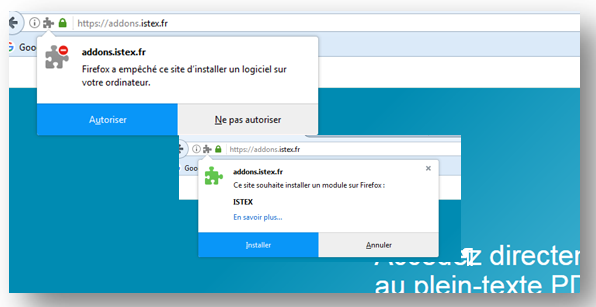 https://addons.istex.fr
Goo
addons.istex.fr
Firefox a empêché ce site d'installer un logiciel sur
votre ordinateur.
Autoriser
Ne pas autoriser
https://addons.istex.fr
Goo
addons.istex.fr
Ce site souhaite installer un module sur Firefox :
ISTEX
En savoir plus...
Installer
Annuler
Accédez directer
au plein-texte PD